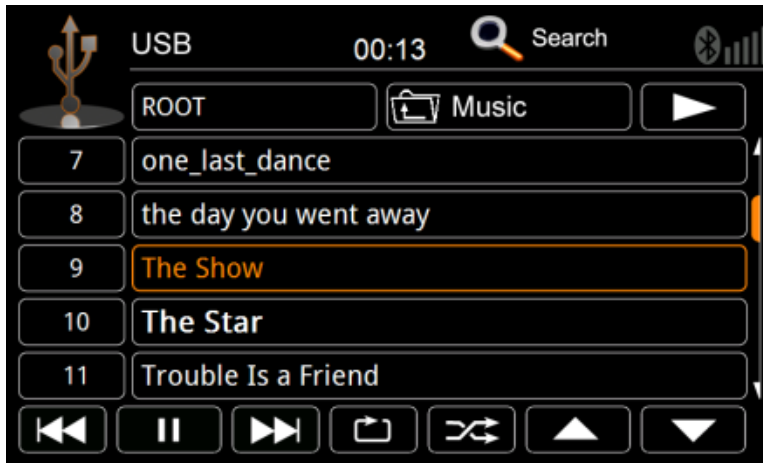 USB 00:13 Search
ROOT Music
7 one_last_dance
8 the day you went away
9 The Show
10 The Star
11 Trouble Is a Friend